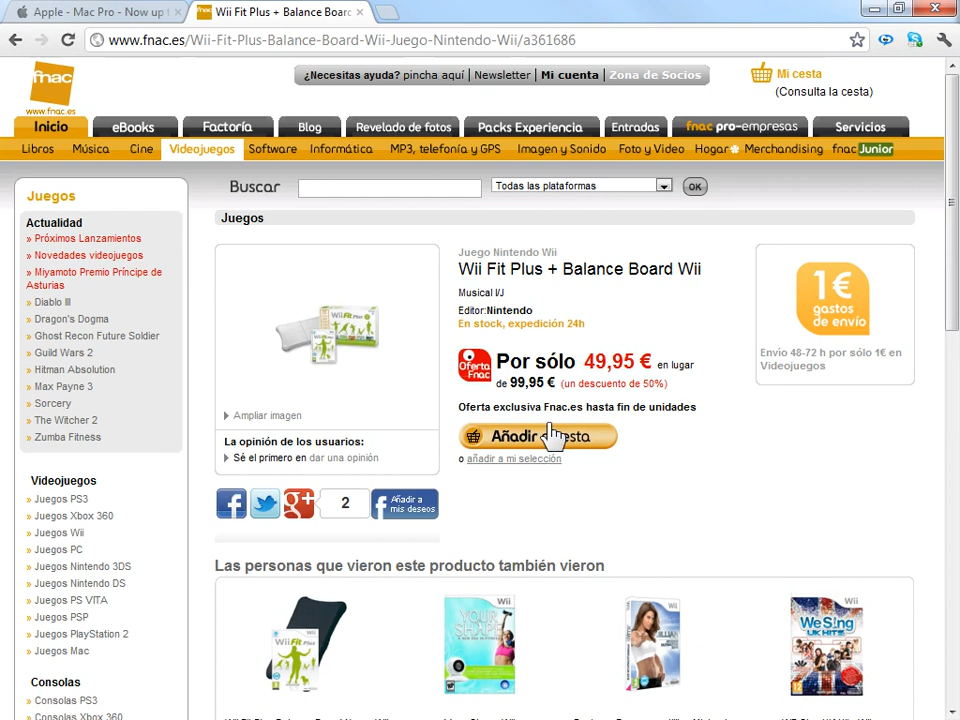 Apple - Mac Pro - Now up t
Wii Fit Plus + Balance Board
www.fnac.es/Wii-Fit-Plus-Balance-Board-Wii-Juego-Nintendo-Wii/a361686
fnac
www.fnac.es
¿Necesitas ayuda? pincha aquí | Newsletter | Mi cuenta | Zona de Socios
Mi cesta
(Consulta la cesta)
Inicio eBooks Factoría Blog Revelado de fotos Packs Experiencia Entradas fnac pro-empresas Servicios
Libros Música Cine Videojuegos Software Informática MP3, telefonía y GPS Imagen y Sonido Foto y Video Hogar Merchandising fnac Junior
Buscar Todas las plataformas OK
Juegos
Actualidad
» Próximos Lanzamientos
» Novedades videojuegos
» Miyamoto Premio Príncipe de
Asturias
» Diablo III
» Dragon's Dogma
» Ghost Recon Future Soldier
» Guild Wars 2
» Hitman Absolution
» Max Payne 3
» Sorcery
» The Witcher 2
» Zumba Fitness
Videojuegos
» Juegos PS3
» Juegos Xbox 360
» Juegos Wii
» Juegos PC
» Juegos Nintendo 3DS
» Juegos Nintendo DS
» Juegos PS VITA
» Juegos PSP
» Juegos PlayStation 2
» Juegos Mac
Consolas
» Consolas PS3
» Consolas Xbox 360
Juegos
Ampliar imagen
La opinión de los usuarios:
Sé el primero en dar una opinión
2
Añadir a
mis deseos
Juego Nintendo Wii
Wii Fit Plus + Balance Board Wii
Musical I/J
Editor:Nintendo
En stock, expedición 24h
Oferta
Fnac
Por sólo 49,95 € en lugar
de 99,95 € (un descuento de 50%)
Oferta exclusiva Fnac.es hasta fin de unidades
Añadir
o añadir a mi selección
1€
gastos
de envío
Envio 48-72 h por sólo 1€ en
Videojuegos
Las personas que vieron este producto también vieron
Wii Fit Plus
Wii
YOUR SHAPE
Wii
JILLIAN
Wii
We Sing
UK HITS